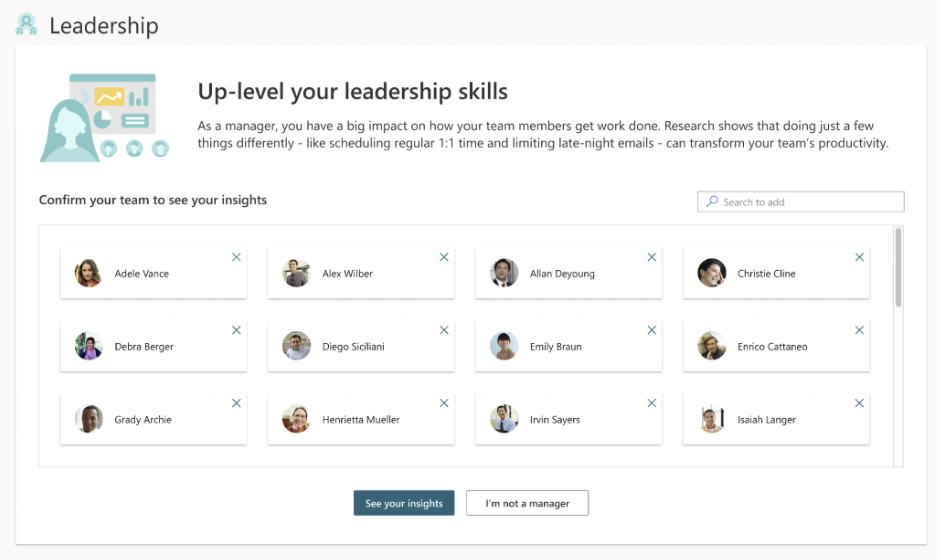 Leadership
Up-level your leadership skills
As a manager, you have a big impact on how your team members get work done. Research shows that doing just a few
things differently - like scheduling regular 1:1 time and limiting late-night emails - can transform your team's productivity.
Confirm your team to see your insights
Search to add
Adele Vance
Alex Wilber
Allan Deyoung
Christie Cline
Debra Berger
Diego Siciliani
Emily Braun
Enrico Cattaneo
Grady Archie
Henrietta Mueller
Irvin Sayers
Isaiah Langer
See your insights
I'm not a manager